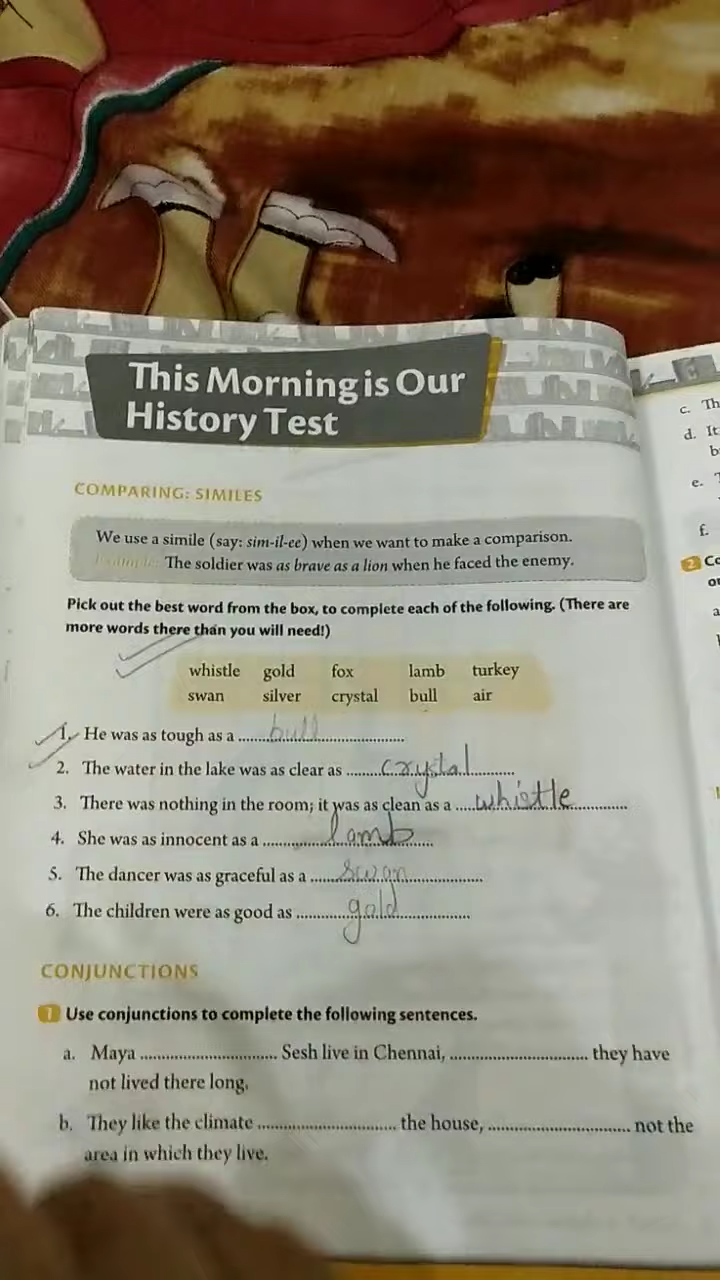 This Morning is Our
History Test
COMPARING: SIMILES
We use a simile (say: sim-il-ee) when we want to make a comparison.
Example: The soldier was as brave as a lion when he faced the enemy.
Pick out the best word from the box, to complete each of the following. (There are
more words there than you will need!)
whistle gold fox lamb turkey
swan silver crystal bull air
1. He was as tough as a ..........bull..........
2. The water in the lake was as clear as ..........crystal..........
3. There was nothing in the room; it was as clean as a .....whistle..........
4. She was as innocent as a ..........lamb..........
5. The dancer was as graceful as a ..........swan..........
6. The children were as good as ..........gold..........
CONJUNCTIONS
1 Use conjunctions to complete the following sentences.
a. Maya .............................. Sesh live in Chennai, .............................. they have
not lived there long.
b. They like the climate .............................. the house, .............................. not the
area in which they live.
c. Th
d. It
b
e.
f.
2 Co
a